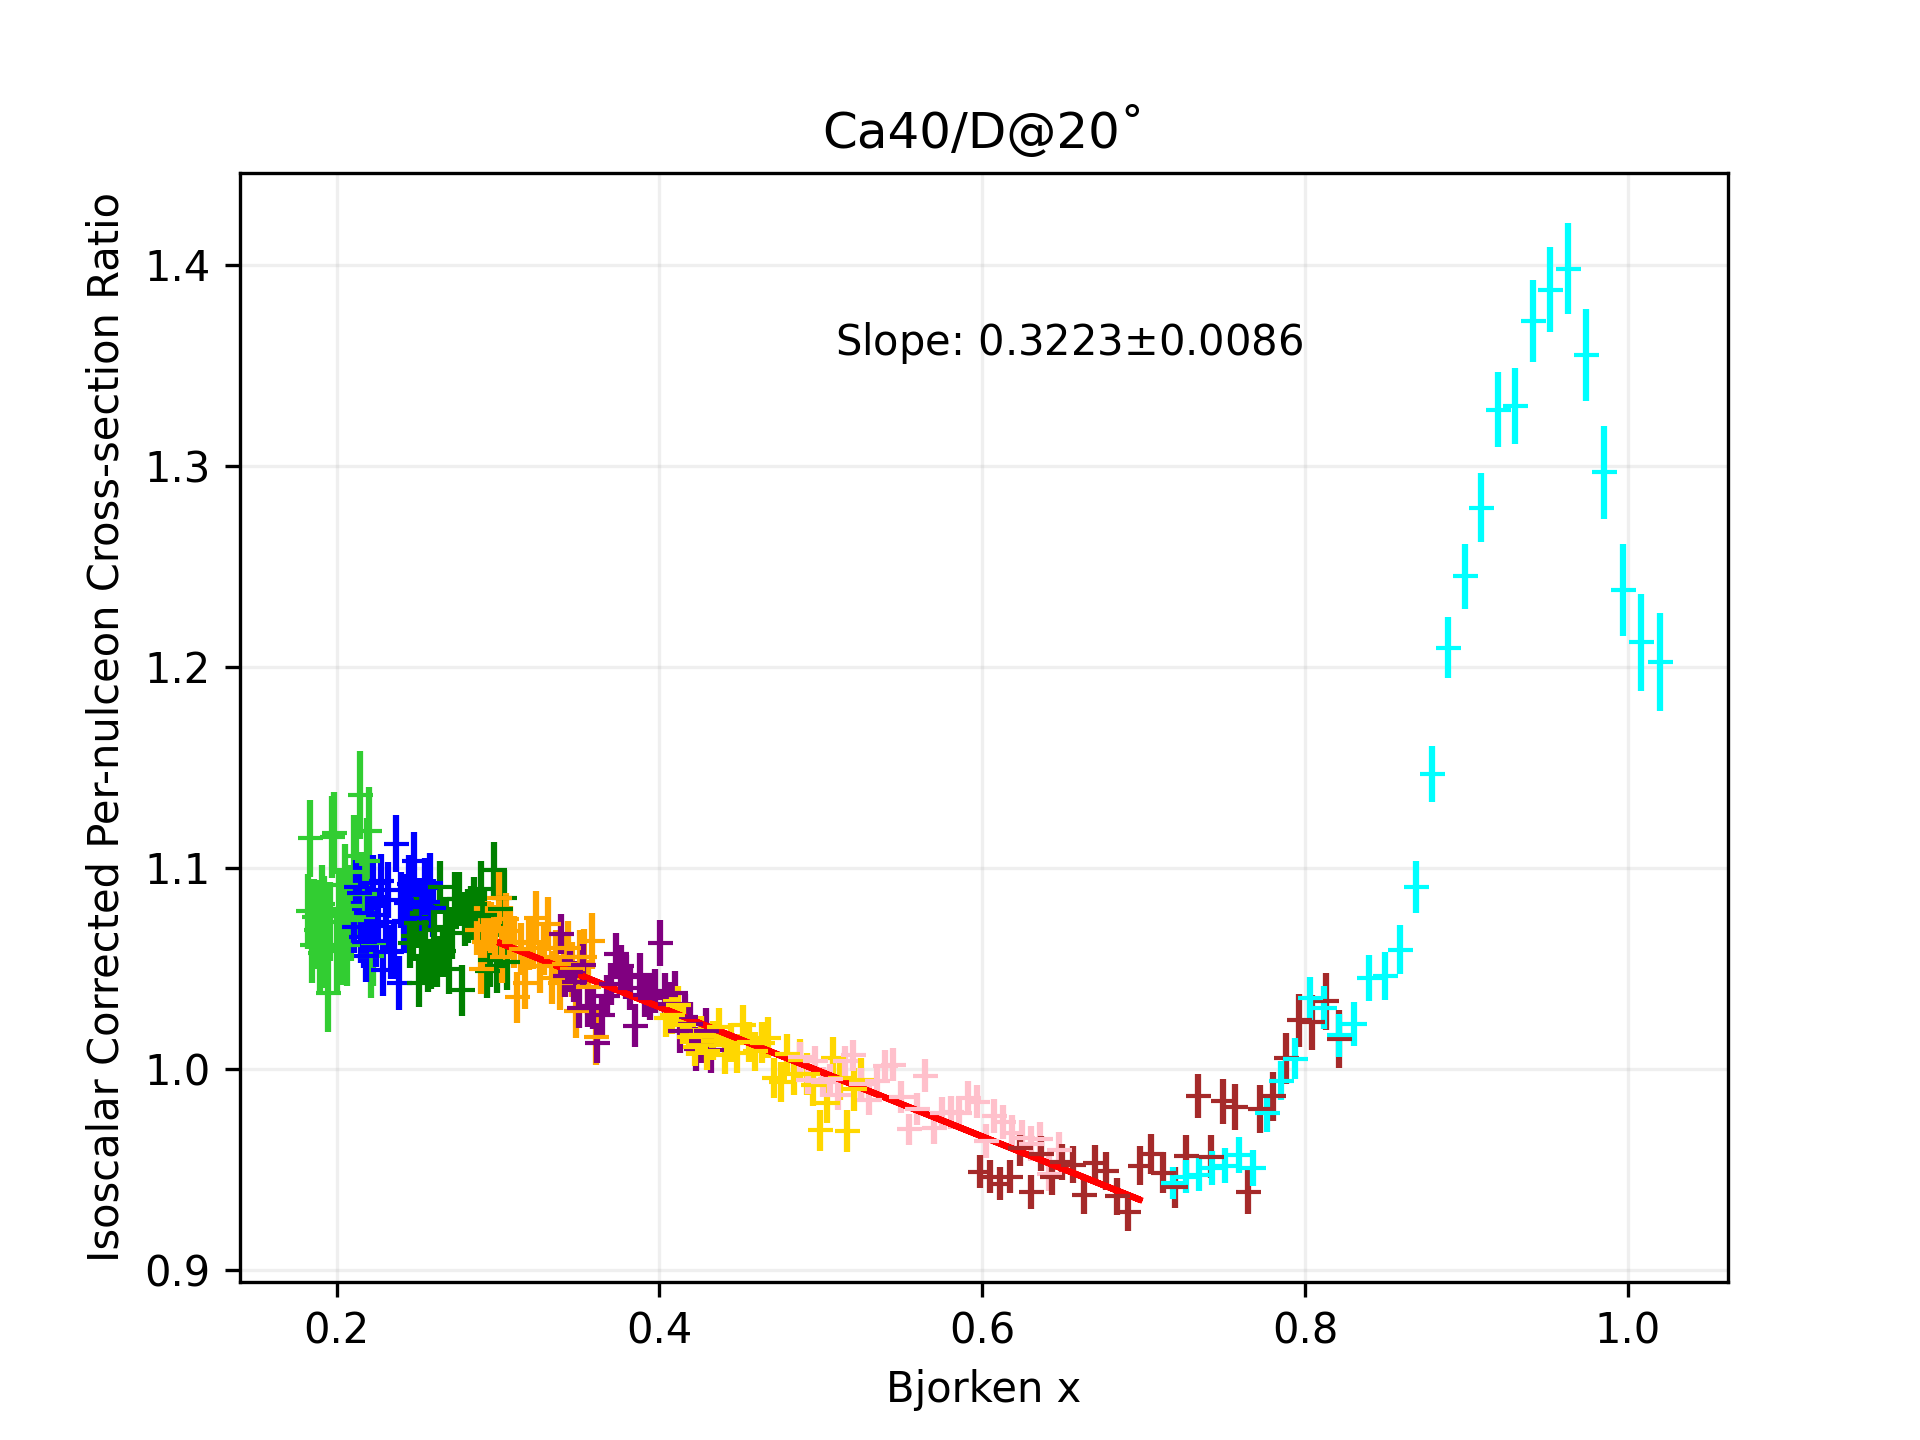 Ca40/D@20˚
Isoscalar Corrected Per-nulceon Cross-section Ratio
1.4
1.3
1.2
1.1
1.0
0.9
Slope: 0.3223±0.0086
0.2 0.4 0.6 0.8 1.0
Bjorken x